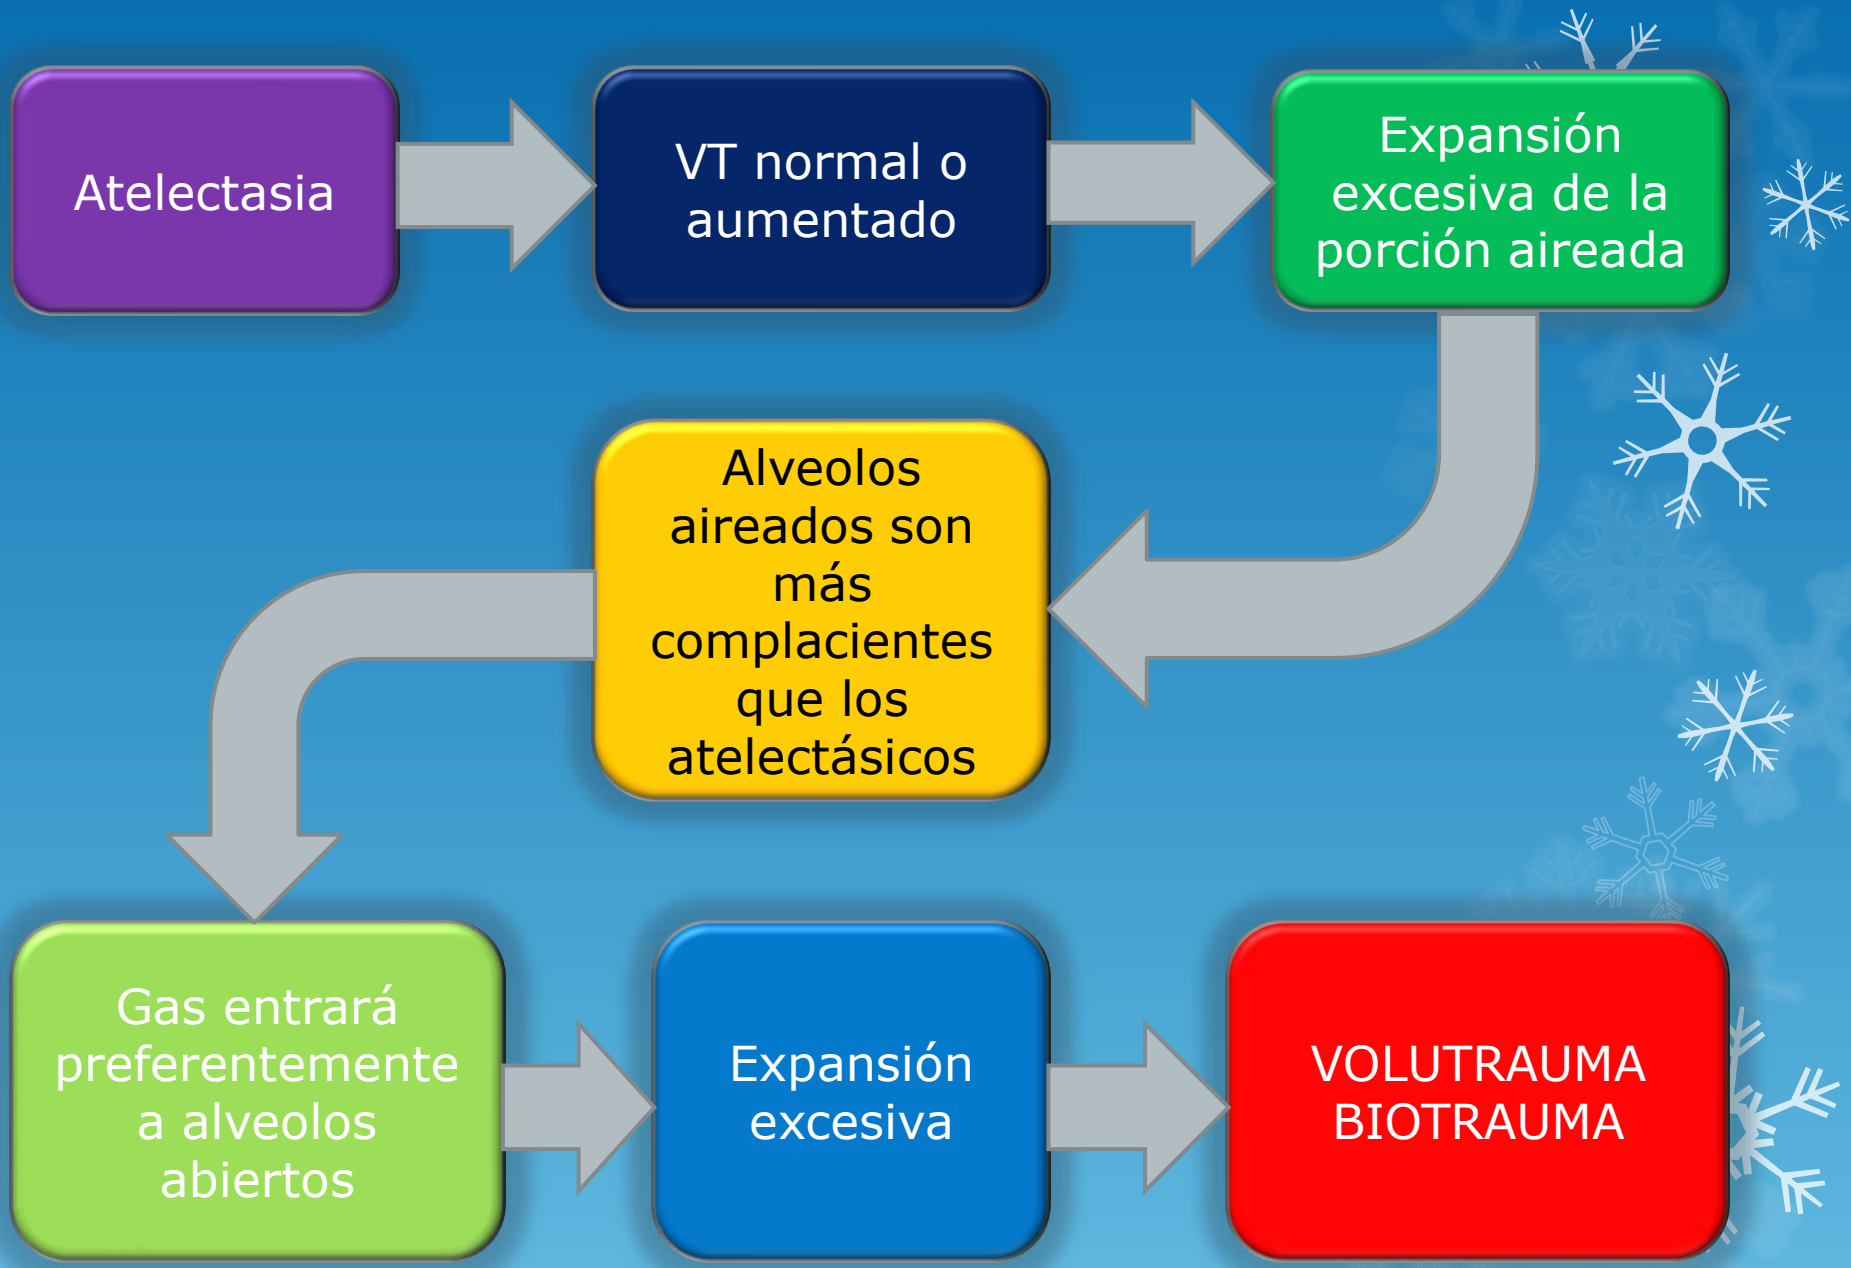 Atelectasia
VT normal o
aumentado
Expansión
excesiva de la
porción aireada
Alveolos
aireados son
más
complacientes
que los
atelectásicos
Gas entrará
preferentemente
a alveolos
abiertos
Expansión
excesiva
VOLUTRAUMA
BIOTRAUMA